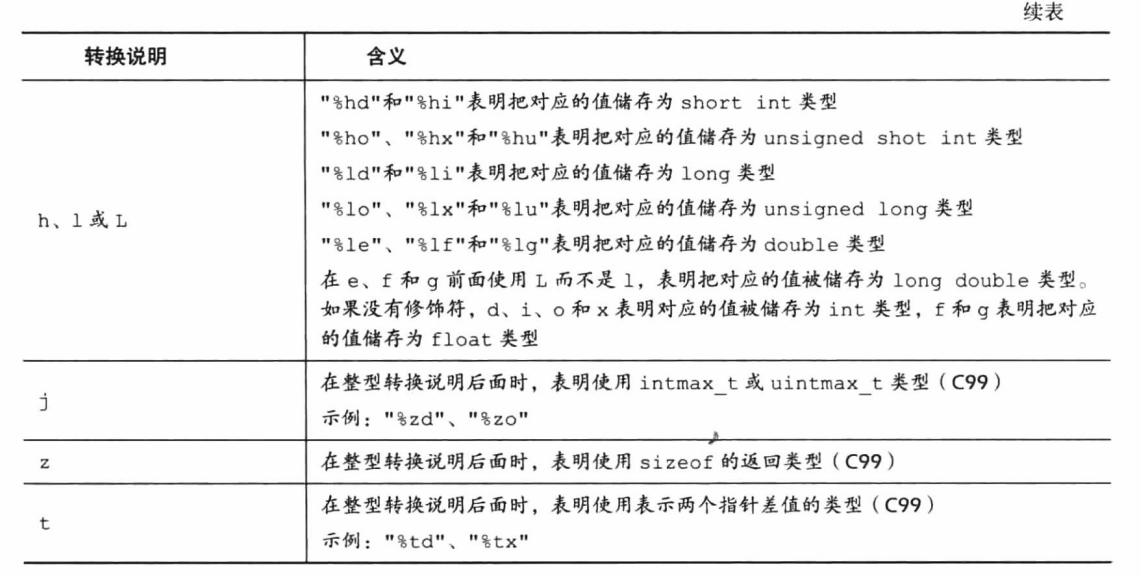 续表
转换说明 含义
"%hd"和"%hi"表明把对应的值储存为 short int 类型
"%ho"、"%hx"和"%hu"表明把对应的值储存为 unsigned shot int 类型
"%ld"和"%li"表明把对应的值储存为 long 类型
h、l 或 L
"%lo"、"%lx"和"%lu"表明把对应的值储存为 unsigned long 类型
"%le"、"%lf"和"%lg"表明把对应的值储存为 double 类型
在 e、f 和 g 前面使用 L 而不是 l，表明把对应的值被储存为 long double 类型。
如果没有修饰符，d、i、o 和 x 表明对应的值被储存为 int 类型，f 和 g 表明把对应
的值储存为 float 类型
j
在整型转换说明后面时，表明使用 intmax_t 或 uintmax_t 类型（C99）
示例："%zd"、"%zo"
z 在整型转换说明后面时，表明使用 sizeof 的返回类型（C99）
t
在整型转换说明后面时，表明使用表示两个指针差值的类型（C99）
示例："%td"、"%tx"